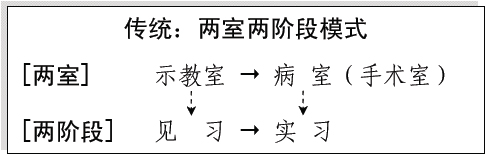 传统：两室两阶段模式
[两室] 示教室 → 病 室（手术室）
[两阶段] 见 习 → 实 习